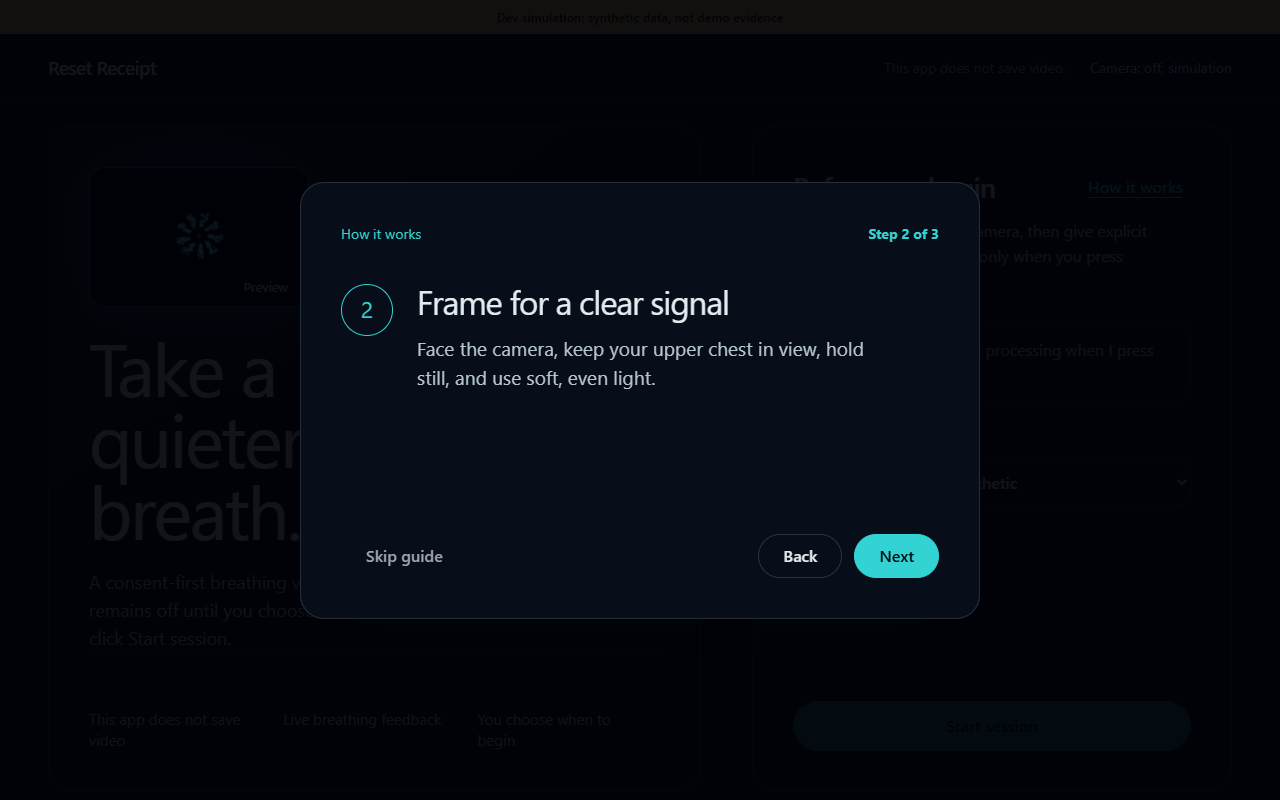 Dev simulation: synthetic data, not demo evidence
Reset Receipt
This app does not save video.
Camera: off, simulation
How it works
Preview
Take a
quieter
breath.
A consent-first breathing
remains off until you
click Start session.
This app does not save
video
Live breathing feedback
You choose when to
begin
How it works
Step 2 of 3
2
Frame for a clear signal
Face the camera, keep your upper chest in view, hold
still, and use soft, even light.
Skip guide
Back
Next
then give explicit
only when you press
processing when I press
Start session